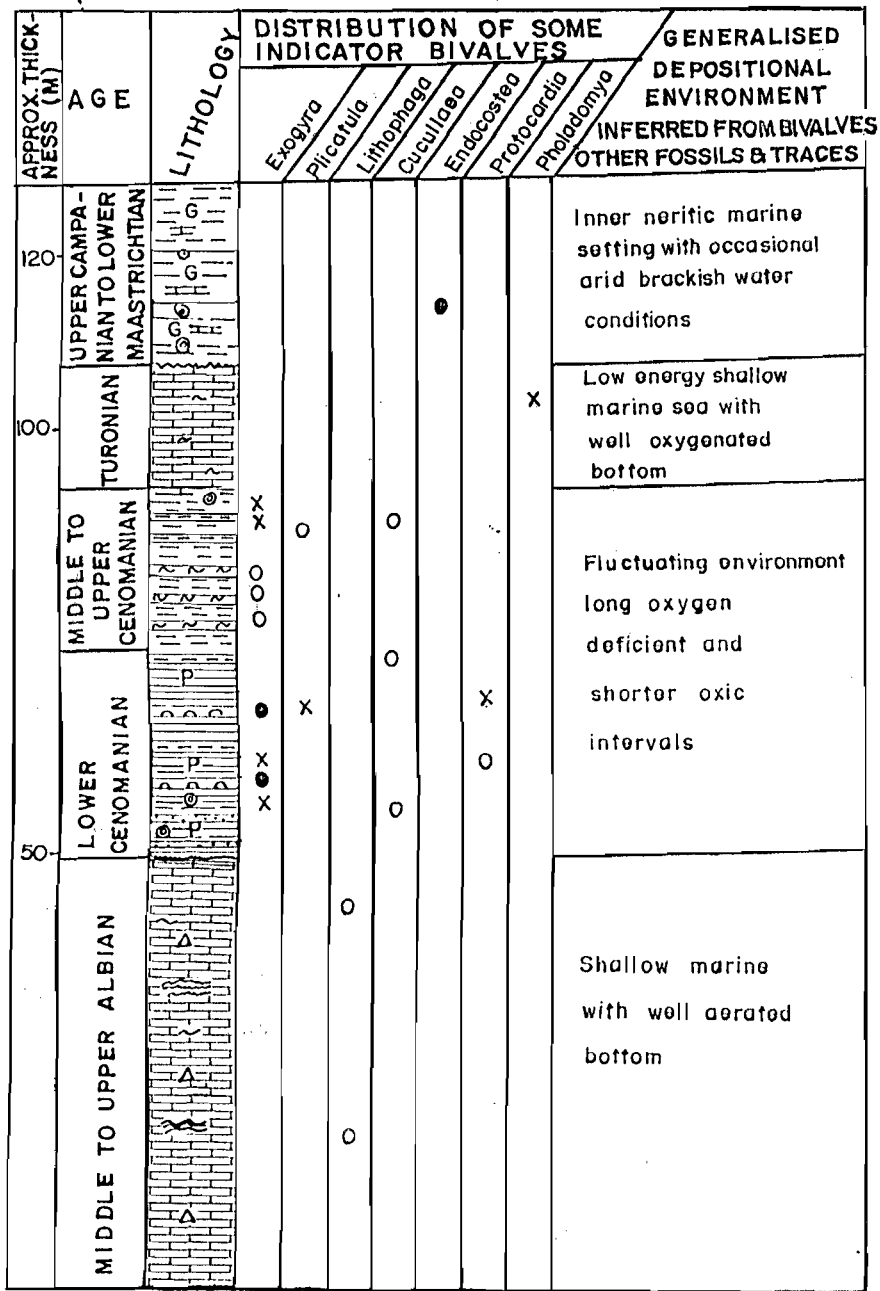 APPROX. THICK-
NESS (M)
AGE
LITHOLOGY
DISTRIBUTION OF SOME
INDICATOR BIVALVES
Exogyra
Plicatula
Lithophaga
Cucullaea
Endocostea
Protocardia
Pholadomya
GENERALISED
DEPOSITIONAL
ENVIRONMENT
INFERRED FROM BIVALVES
OTHER FOSSILS & TRACES
120
UPPER CAMPA-
NIAN TO LOWER
MAASTRICHTIAN
G
G
G
Inner neritic marine
setting with occasional
arid brackish water
conditions
100
TURONIAN
X
Low energy shallow
marine sea with
well oxygenated
bottom
MIDDLE TO
UPPER
CENOMANIAN
X
X
O
O
O
O
O
Fluctuating environment
long oxygen
deficient and
shorter oxic
intervals
LOWER
CENOMANIAN
P
P
P
O
X
X
X
O
X
O
50
MIDDLE TO UPPER ALBIAN
O
O
Shallow marine
with well aerated
bottom